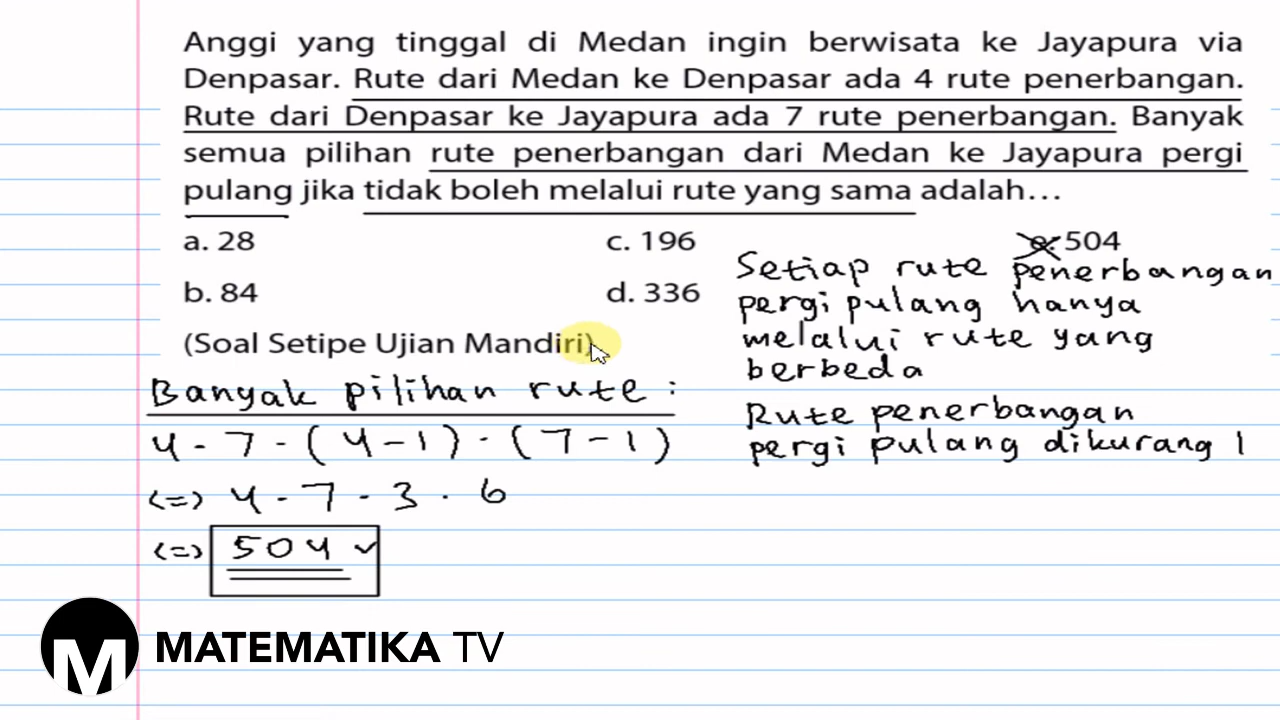 Anggi yang tinggal di Medan ingin berwisata ke Jayapura via
Denpasar. Rute dari Medan ke Denpasar ada 4 rute penerbangan.
Rute dari Denpasar ke Jayapura ada 7 rute penerbangan. Banyak
semua pilihan rute penerbangan dari Medan ke Jayapura pergi
pulang jika tidak boleh melalui rute yang sama adalah...
a. 28
c. 196
e. 504
b. 84
d. 336
(Soal Setipe Ujian Mandiri)
Setiap rute penerbangan
pergi pulang hanya
melalui rute yang
berbeda
Rute penerbangan
pergi pulang dikurang 1
Banyak pilihan rute :
4 - 7 - (4 - 1) · (7 - 1)
<=> 4 - 7 - 3 . 6
<=> 504 ✓
M MATEMATIKA TV